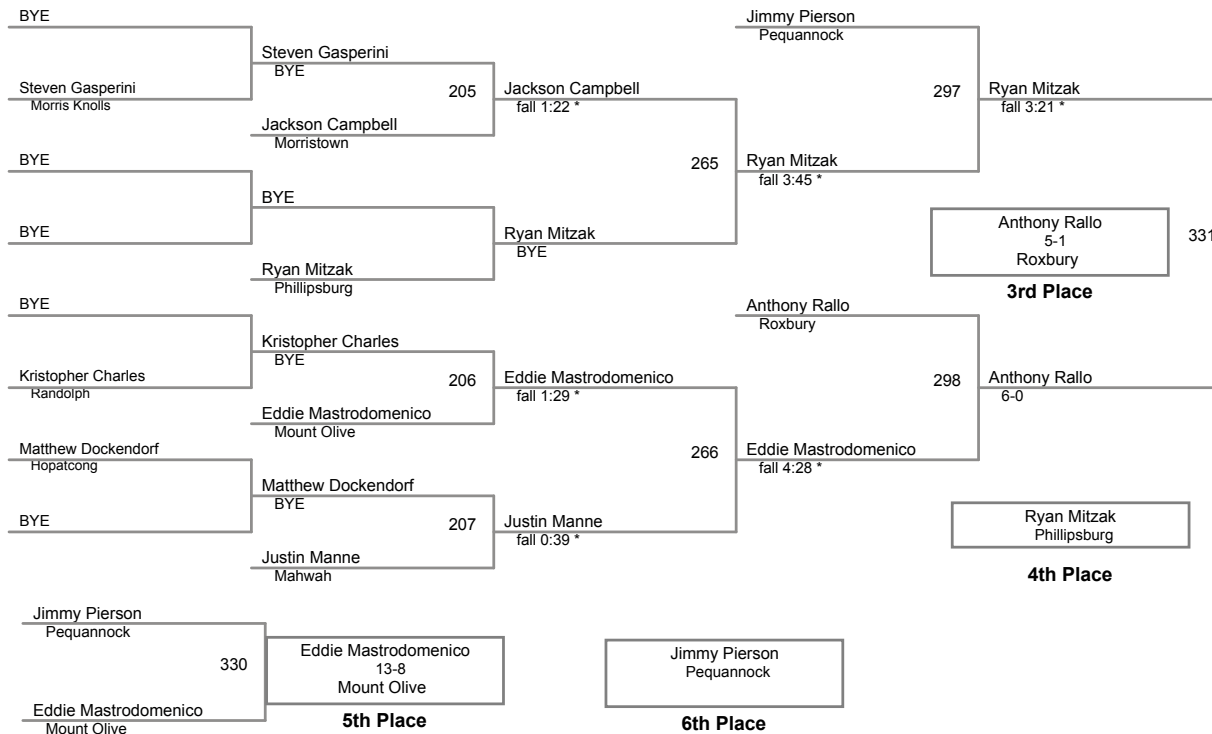 BYE
Steven Gasperini
Morris Knolls
BYE
BYE
BYE
Kristopher Charles
Randolph
Matthew Dockendorf
Hopatcong
BYE
Steven Gasperini
BYE
205
Jackson Campbell
Morristown
BYE
Ryan Mitzak
Phillipsburg
Kristopher Charles
BYE
206
Eddie Mastrodomenico
Mount Olive
Matthew Dockendorf
BYE
207
Justin Manne
Mahwah
Jackson Campbell
fall 1:22 *
265
Ryan Mitzak
BYE
Eddie Mastrodomenico
fall 1:29 *
266
Justin Manne
fall 0:39 *
Jimmy Pierson
Pequannock
297
Ryan Mitzak
fall 3:45 *
Anthony Rallo
Roxbury
298
Eddie Mastrodomenico
fall 4:28 *
Ryan Mitzak
fall 3:21 *
Anthony Rallo
5-1
Roxbury
331
3rd Place
Anthony Rallo
6-0
Ryan Mitzak
Phillipsburg
4th Place
Jimmy Pierson
Pequannock
330
Eddie Mastrodomenico
Mount Olive
Eddie Mastrodomenico
13-8
Mount Olive
5th Place
Jimmy Pierson
Pequannock
6th Place